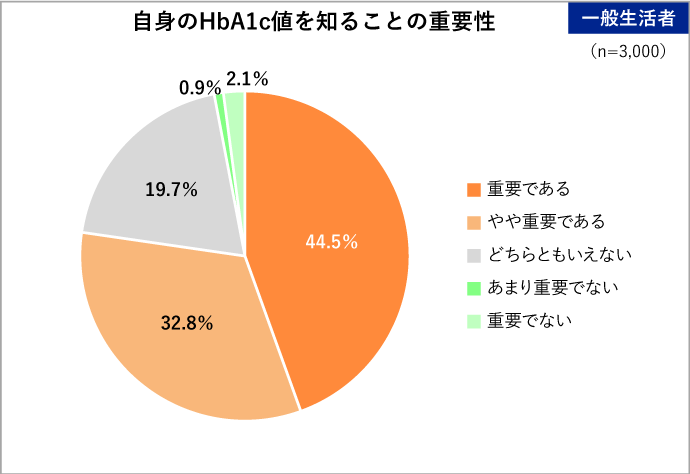 自身のHbA1c値を知ることの重要性
一般生活者
（n=3,000）
2.1%
0.9%
19.7%
44.5%
32.8%
重要である
やや重要である
どちらともいえない
あまり重要でない
重要でない